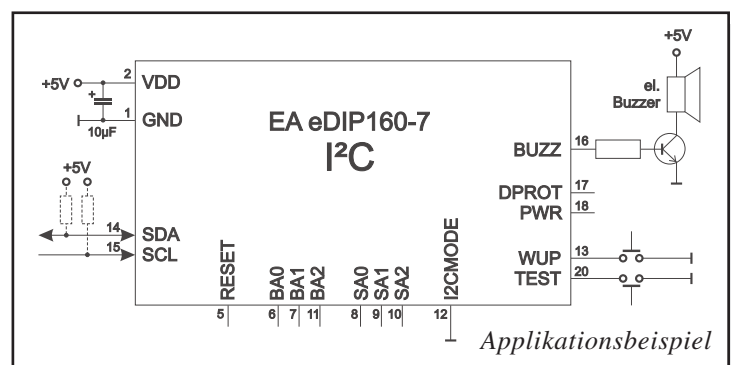 +5V
el.
Buzzer
+5V
2
VDD
+
10µF
1
GND
EA eDIP160-7
I²C
BUZZ
16
DPROT
17
PWR
18
+5V
14
SDA
15
SCL
WUP
13
TEST
20
RESET
BA0
BA1
BA2
SA0
SA1
SA2
I2CMODE
5
6
7
11
8
9
10
12
Applikationsbeispiel